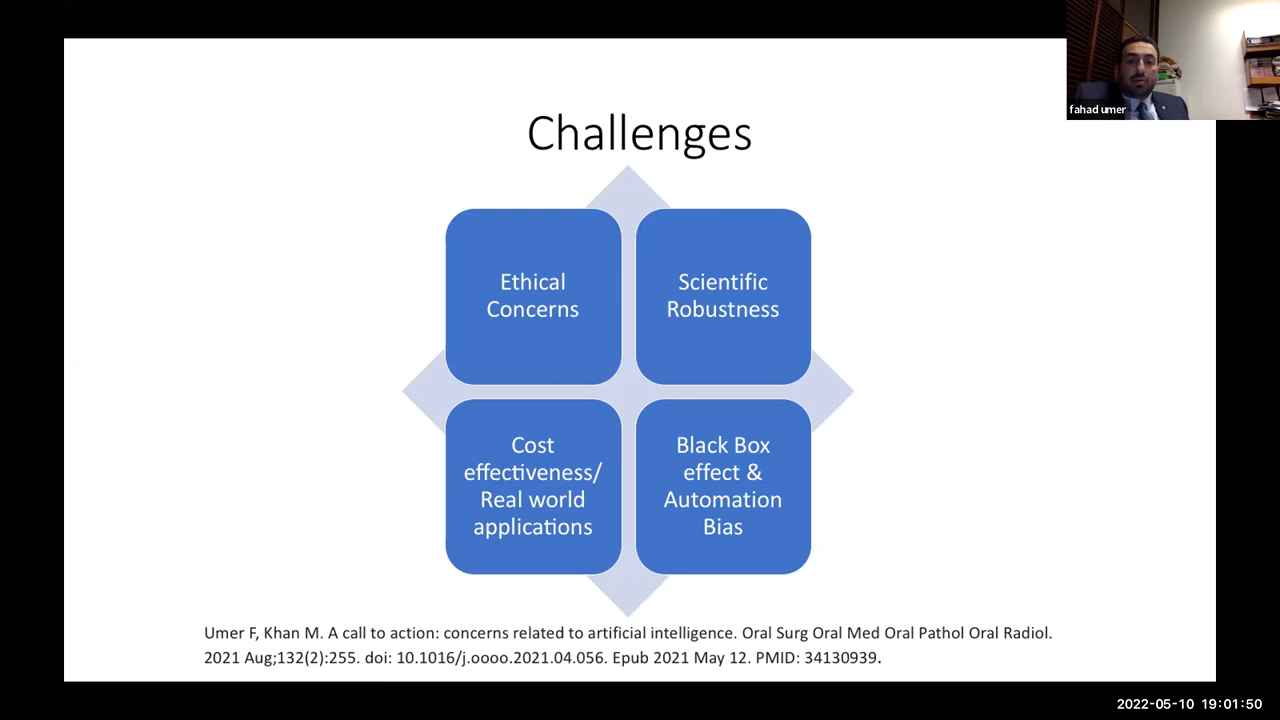 fahad umer
Challenges
Ethical
Concerns
Scientific
Robustness
Cost
effectiveness/
Real world
applications
Black Box
effect &
Automation
Bias
Umer F, Khan M. A call to action: concerns related to artificial intelligence. Oral Surg Oral Med Oral Pathol Oral Radiol.
2021 Aug;132(2):255. doi: 10.1016/j.oooo.2021.04.056. Epub 2021 May 12. PMID: 34130939.
2022-05-10 19:01:50